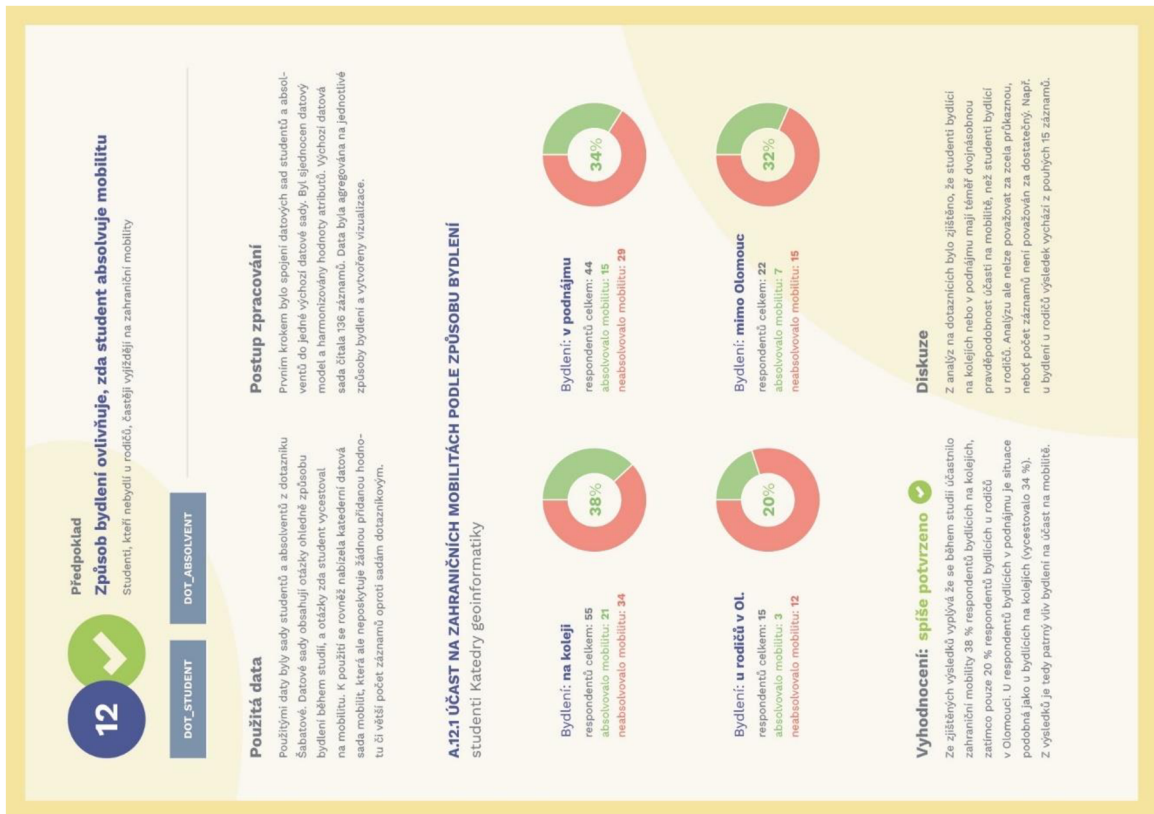 12
Předpoklad
Způsob bydlení ovlivňuje, zda student absolvuje mobilitu
Studenti, kteří nebydlí u rodičů, častěji vyjíždějí na zahraniční mobility
DOT_STUDENT
DOT_ABSOLVENT
Použitá data
Použitými daty byly sady studentů a absolventů z dotazníku
Šabatové. Datové sady obsahují otázky ohledně způsobu
bydlení během studií, a otázky zda student vycestoval
na mobilitu. K použití se rovněž nabízela katederní datová
sada mobilit, která ale neposkytuje žádnou přidanou hodno-
tu či větší počet záznamů oproti sadám dotazníkovým.
Postup zpracování
Prvním krokem bylo spojení datových sad studentů a absol-
ventů do jedné výchozí datové sady. Byl sjednocen datový
model a harmonizovány hodnoty atributů. Výchozí datová
sada čítala 136 záznamů. Data byla agregována na jednotlivé
způsoby bydlení a vytvořeny vizualizace.
A.12.1 ÚČAST NA ZAHRANIČNÍCH MOBILITÁCH PODLE ZPŮSOBU BYDLENÍ
studenti Katedry geoinformatiky
Bydlení: na koleji
respondentů celkem: 55
absolvovalo mobilitu: 21
neabsolvovalo mobilitu: 34
38%
Bydlení: v podnájmu
respondentů celkem: 44
absolvovalo mobilitu: 15
neabsolvovalo mobilitu: 29
34%
Bydlení: u rodičů v Ol.
respondentů celkem: 15
absolvovalo mobilitu: 3
neabsolvovalo mobilitu: 12
20%
Bydlení: mimo Olomouc
respondentů celkem: 22
absolvovalo mobilitu: 7
neabsolvovalo mobilitu: 15
32%
Vyhodnocení: spíše potvrzeno
Ze zjištěných výsledků vyplývá že se během studií účastnilo
zahraniční mobility 38 % respondentů bydlících na kolejích,
zatímco pouze 20 % respondentů bydlících u rodičů
v Olomouci. U respondentů bydlících v podnájmu je situace
podobná jako u bydlících na kolejích (vycestovalo 34 %).
Z výsledků je tedy patrný vliv bydlení na účast na mobilitě.
Diskuze
Z analýz na dotaznících bylo zjištěno, že studenti bydlící
na kolejích nebo v podnájmu mají téměř dvojnásobnou
pravděpodobnost účasti na mobilitě, než studenti bydlící
u rodičů. Analýzu ale nelze považovat za zcela průkaznou,
neboť počet záznamů není považován za dostatečný. Např.
u bydlení u rodičů výsledek vychází z pouhých 15 záznamů.